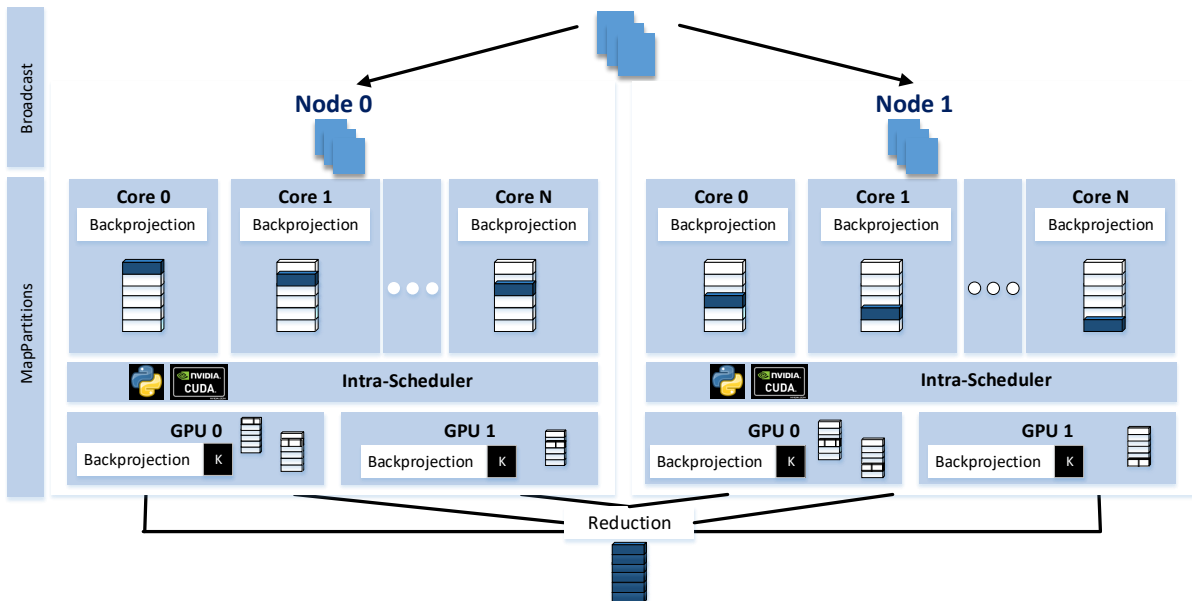 Broadcast
Node 0
Node 1
MapPartitions
Core 0
Backprojection
Core 1
Backprojection
Core N
Backprojection
Core 0
Backprojection
Core 1
Backprojection
Core N
Backprojection
NVIDIA.
CUDA.
Intra-Scheduler
NVIDIA.
CUDA.
Intra-Scheduler
GPU 0
Backprojection K
GPU 1
Backprojection K
GPU 0
Backprojection K
GPU 1
Backprojection K
Reduction